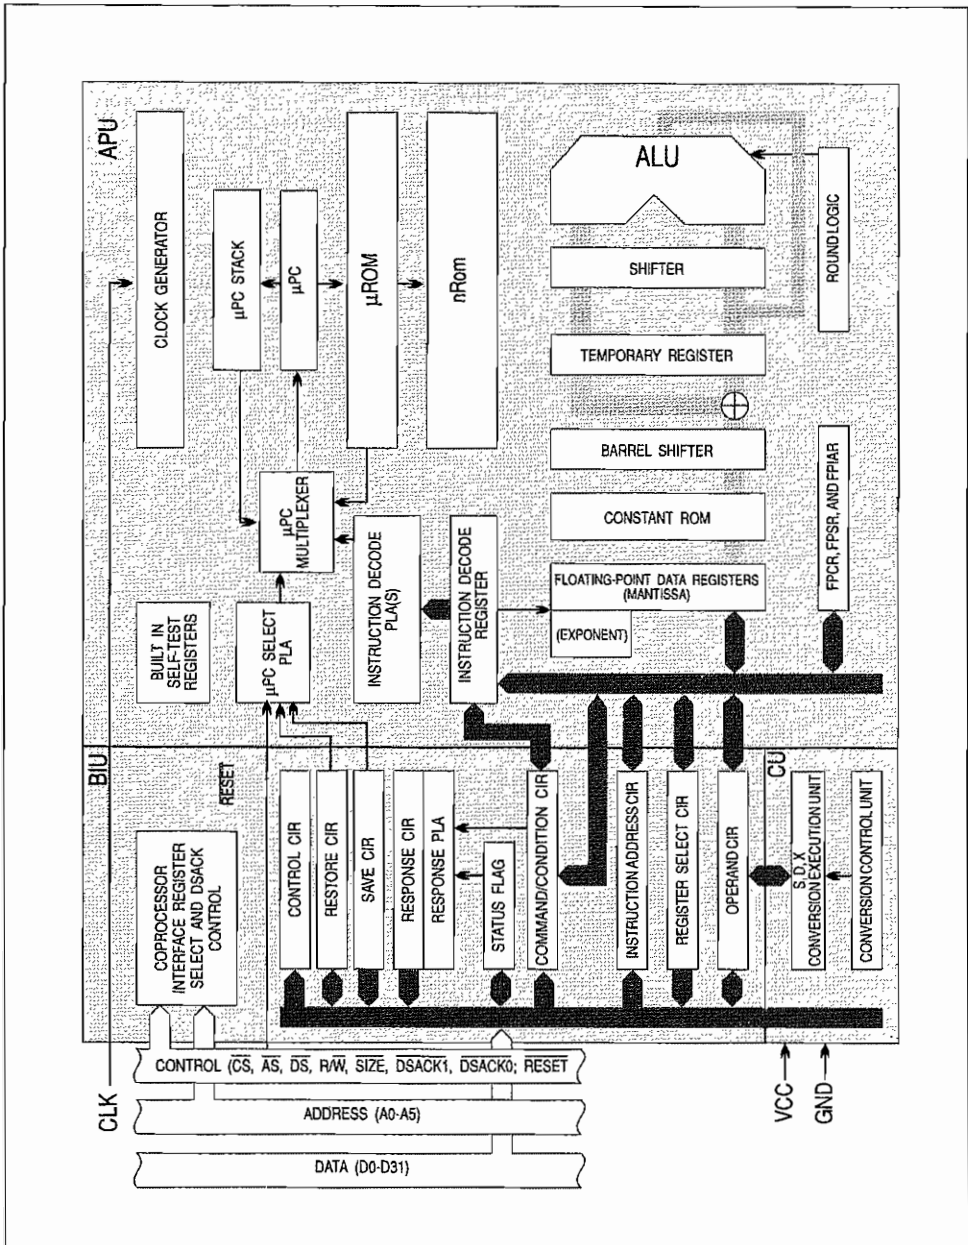 APU
CLOCK GENERATOR
μPC STACK
μPC
μROM
nRom
ALU
SHIFTER
TEMPORARY REGISTER
ROUND LOGIC
BARREL SHIFTER
CONSTANT ROM
μPC
MULTIPLEXER
INSTRUCTION DECODE
PLA(S)
INSTRUCTION DECODE
REGISTER
FLOATING-POINT DATA REGISTERS
(MANTISSA)
(EXPONENT)
FPCR, FPSR, AND FPIAR
BUILT IN
SELF-TEST
REGISTERS
μPC SELECT
PLA
BIU
RESET
COPROCESSOR
INTERFACE REGISTER
SELECT AND DSACK
CONTROL
CONTROL CIR
RESTORE CIR
SAVE CIR
RESPONSE CIR
RESPONSE PLA
STATUS FLAG
COMMAND/CONDITION CIR
INSTRUCTION ADDRESS CIR
REGISTER SELECT CIR
OPERAND CIR
CU
S, D, X
CONVERSION EXECUTION UNIT
CONVERSION CONTROL UNIT
CLK
CONTROL (CS, AS, DS, R/W, SIZE, DSACK1, DSACK0; RESET
ADDRESS (A0-A5)
DATA (D0-D31)
VCC
GND